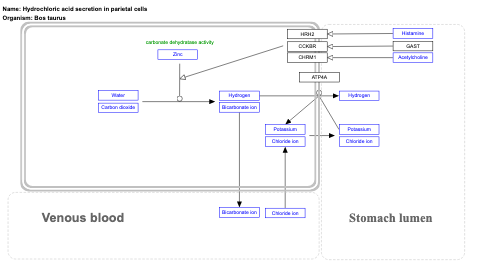 Name: Hydrochloric acid secretion in parietal cells
Organism: Bos taurus
HRH2
Histamine
carbonate dehydratase activity
CCKBR
GAST
Zinc
CHRM1
Acetylcholine
ATP4A
Water
Hydrogen
Hydrogen
Carbon dioxide
Bicarbonate ion
Potassium
Potassium
Chloride ion
Chloride ion
Bicarbonate ion
Chloride ion
Venous blood
Stomach lumen